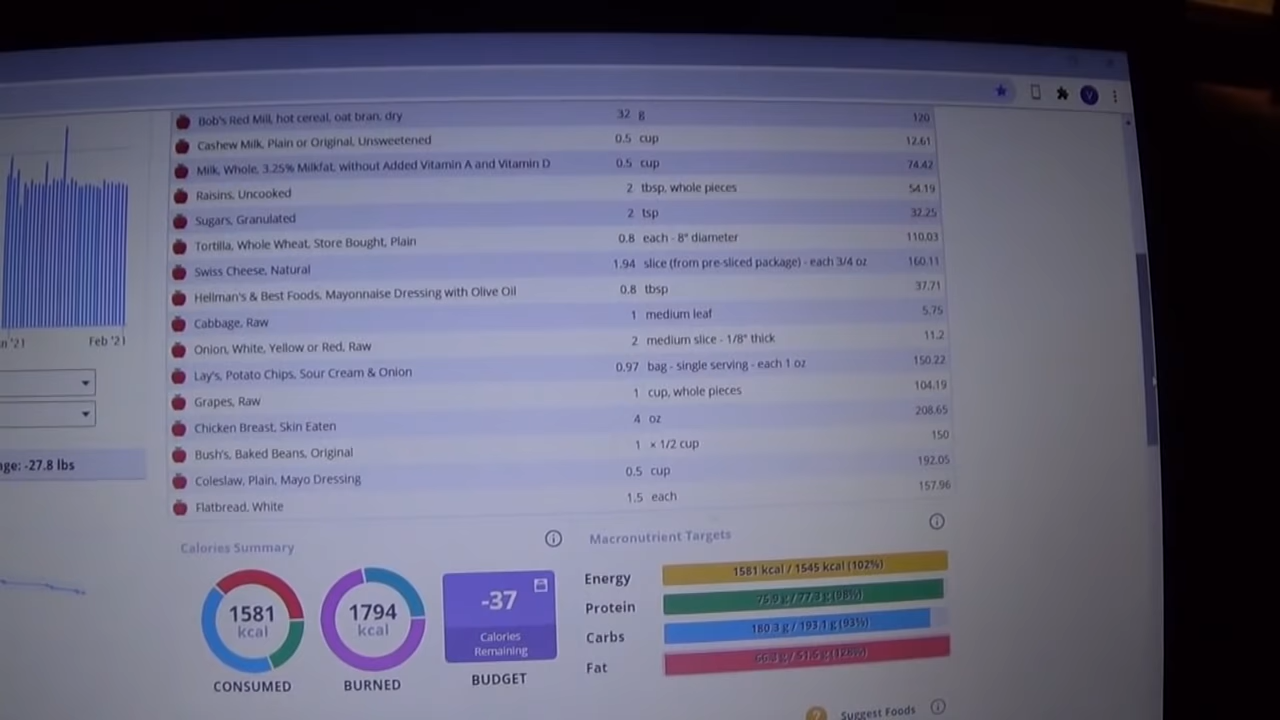 Bob's Red Mill, hot cereal, oat bran, dry 32 g 120
Cashew Milk, Plain or Original, Unsweetened 0.5 cup 12.61
Milk, Whole, 3.25% Milkfat, without Added Vitamin A and Vitamin D 0.5 cup 74.42
Raisins, Uncooked 2 tbsp, whole pieces 54.19
Sugars, Granulated 2 tsp 32.25
Tortilla, Whole Wheat, Store Bought, Plain 0.8 each - 8" diameter 110.03
Swiss Cheese, Natural 1.94 slice (from pre-sliced package) - each 3/4 oz 160.11
Hellman's & Best Foods, Mayonnaise Dressing with Olive Oil 0.8 tbsp 37.71
Cabbage, Raw 1 medium leaf 5.75
Onion, White, Yellow or Red, Raw 2 medium slice - 1/8" thick 11.2
Lay's, Potato Chips, Sour Cream & Onion 0.97 bag - single serving - each 1 oz 150.22
Grapes, Raw 1 cup, whole pieces 104.19
Chicken Breast, Skin Eaten 4 oz 208.65
Bush's, Baked Beans, Original 1 x 1/2 cup 150
Coleslaw, Plain, Mayo Dressing 0.5 cup 192.05
Flatbread, White 1.5 each 157.96
n '21 Feb '21
ge: -27.8 lbs
Calories Summary
1581 kcal
CONSUMED
1794 kcal
BURNED
-37
Calories Remaining
BUDGET
Macronutrient Targets
Energy 1581 kcal / 1545 kcal (102%)
Protein 75.9 g / 77.3 g (98%)
Carbs 180.3 g / 193.1 g (93%)
Fat
Suggest Foods
V